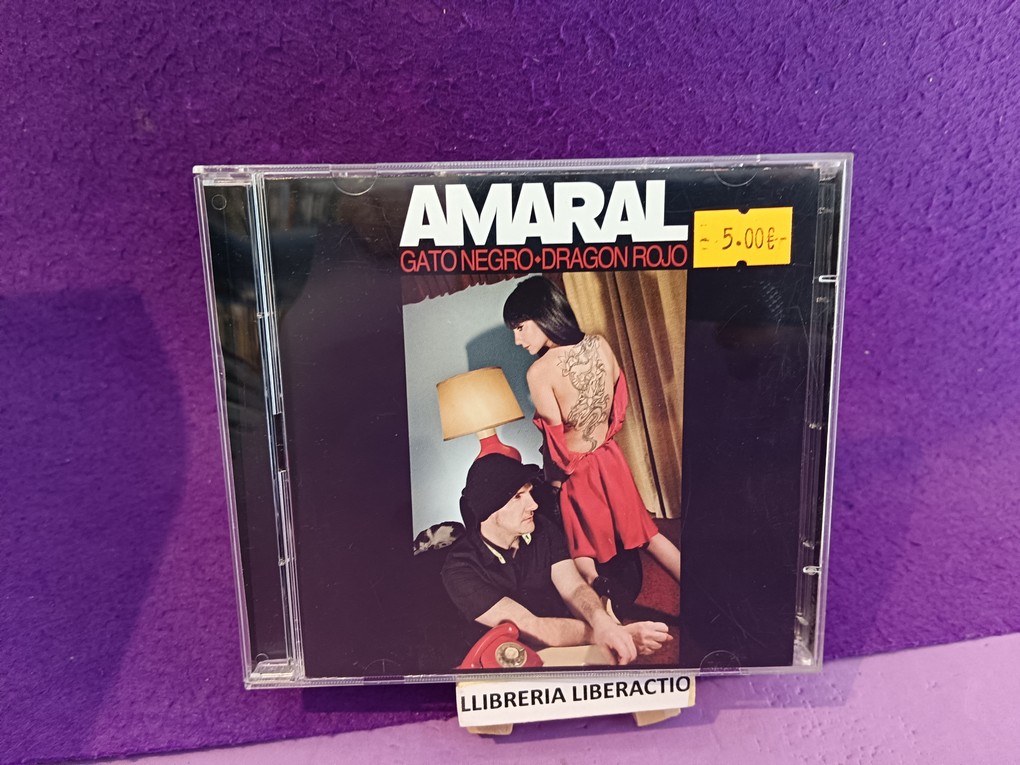 AMARAL
GATO NEGRO◆DRAGON ROJO
- 5.00€-
LLIBRERIA LIBERACTIO